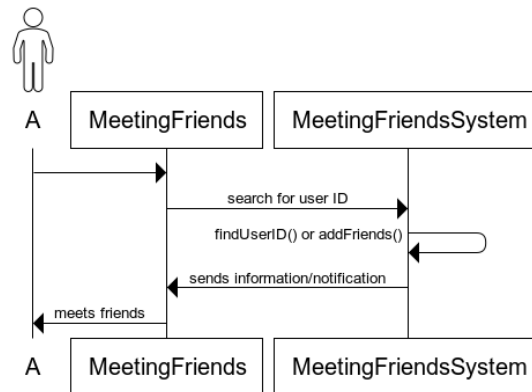 A
MeetingFriends
MeetingFriendsSystem
search for user ID
findUserID() or addFriends()
sends information/notification
meets friends
A
MeetingFriends
MeetingFriendsSystem